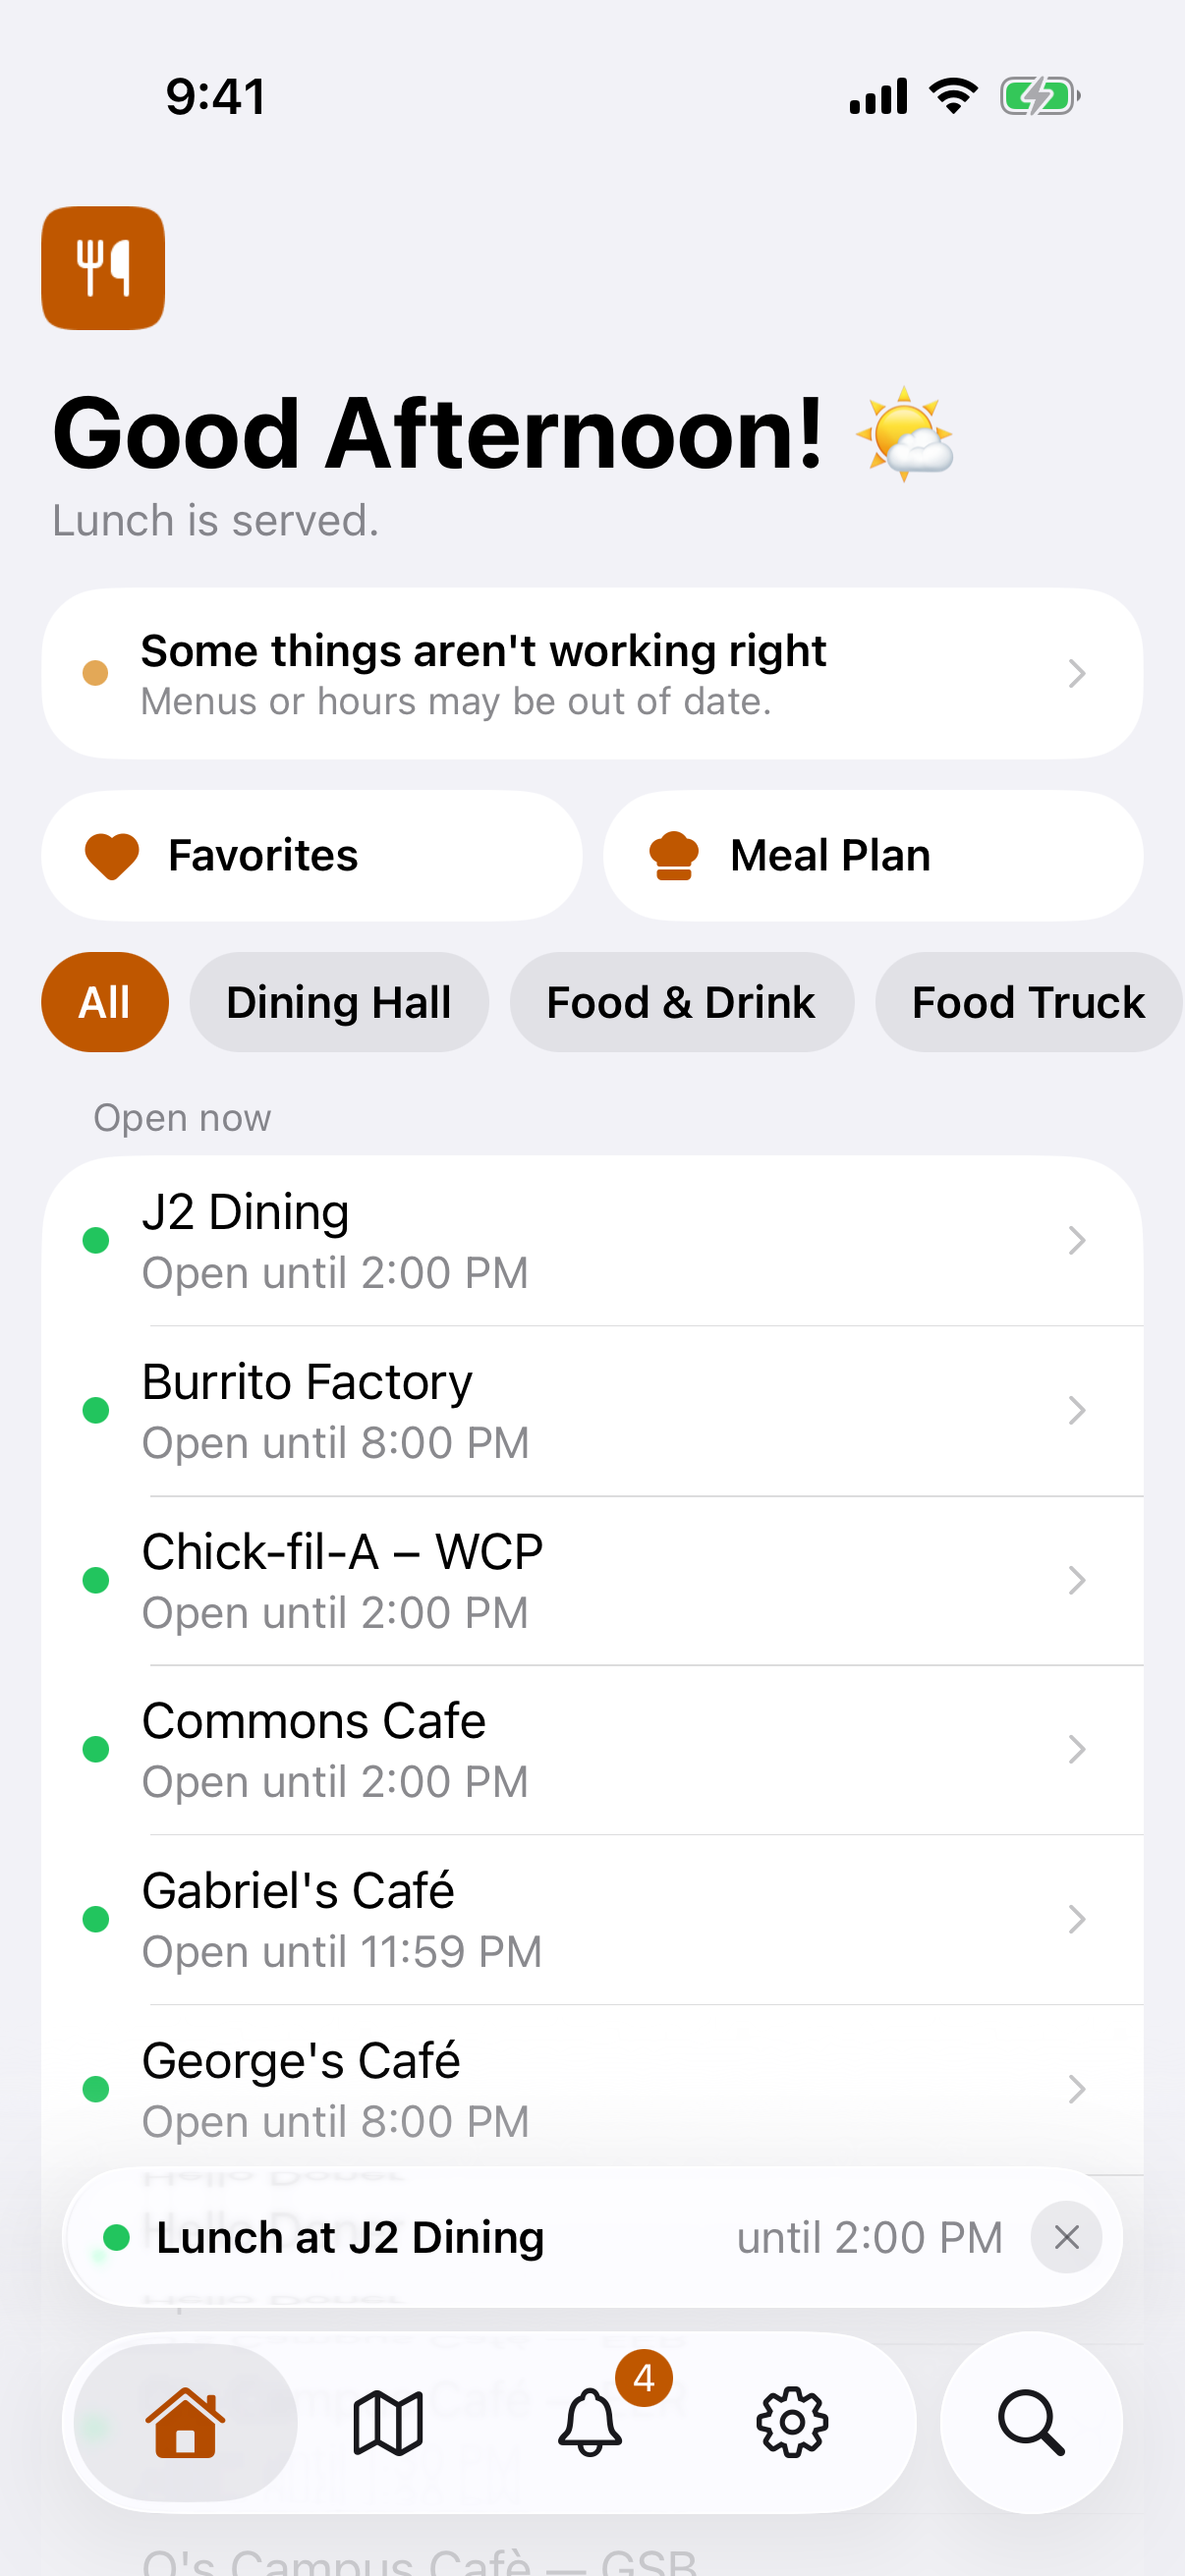 9:41
Good Afternoon!
Lunch is served.
Some things aren't working right
Menus or hours may be out of date.
Favorites
Meal Plan
All
Dining Hall
Food & Drink
Food Truck
Open now
J2 Dining
Open until 2:00 PM
Burrito Factory
Open until 8:00 PM
Chick-fil-A – WCP
Open until 2:00 PM
Commons Cafe
Open until 2:00 PM
Gabriel's Café
Open until 11:59 PM
George's Café
Open until 8:00 PM
Lunch at J2 Dining
until 2:00 PM
4
O's Campus Cafè — GSB